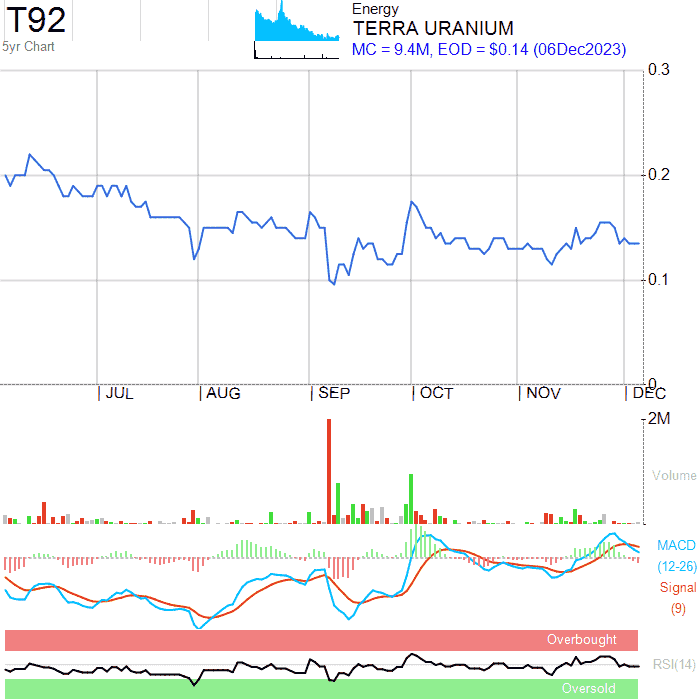 T92
5yr Chart
Energy
TERRA URANIUM
MC = 9.4M, EOD = $0.14 (06Dec2023)
0.3
0.2
0.1
0
JUL AUG SEP OCT NOV DEC
2M
Volume
MACD
(12-26)
Signal
(9)
Overbought
RSI(14)
Oversold